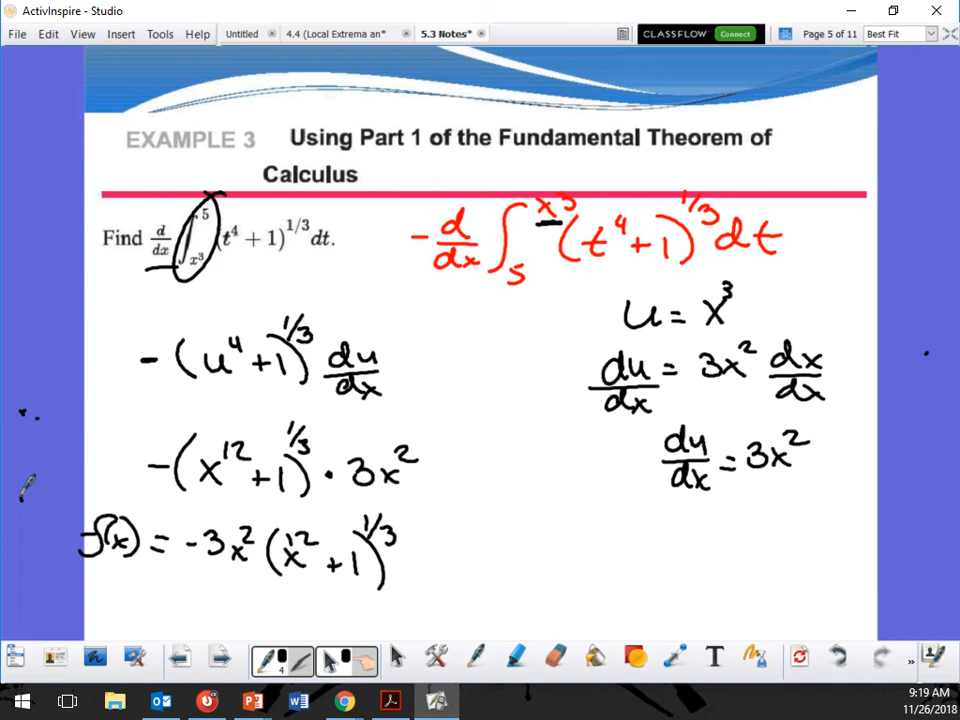 ActivInspire - Studio
File Edit View Insert Tools Help Untitled 4.4 (Local Extrema an* 5.3 Notes* CLASSFLOW Connect Page 5 of 11 Best Fit
EXAMPLE 3 Using Part 1 of the Fundamental Theorem of
Calculus
Find d/dx ∫_{x³}^{5} (t⁴ + 1)^{1/3} dt.
- d/dx ∫_{5}^{x³} (t⁴+1)^{1/3} dt
u = x³
- (u⁴+1)^{1/3} du/dx
du/dx = 3x² dx/dx
- (x¹²+1)^{1/3} · 3x²
du/dx = 3x²
f(x) = -3x² (x¹² + 1)^{1/3}
4
T
»
9:19 AM
11/26/2018